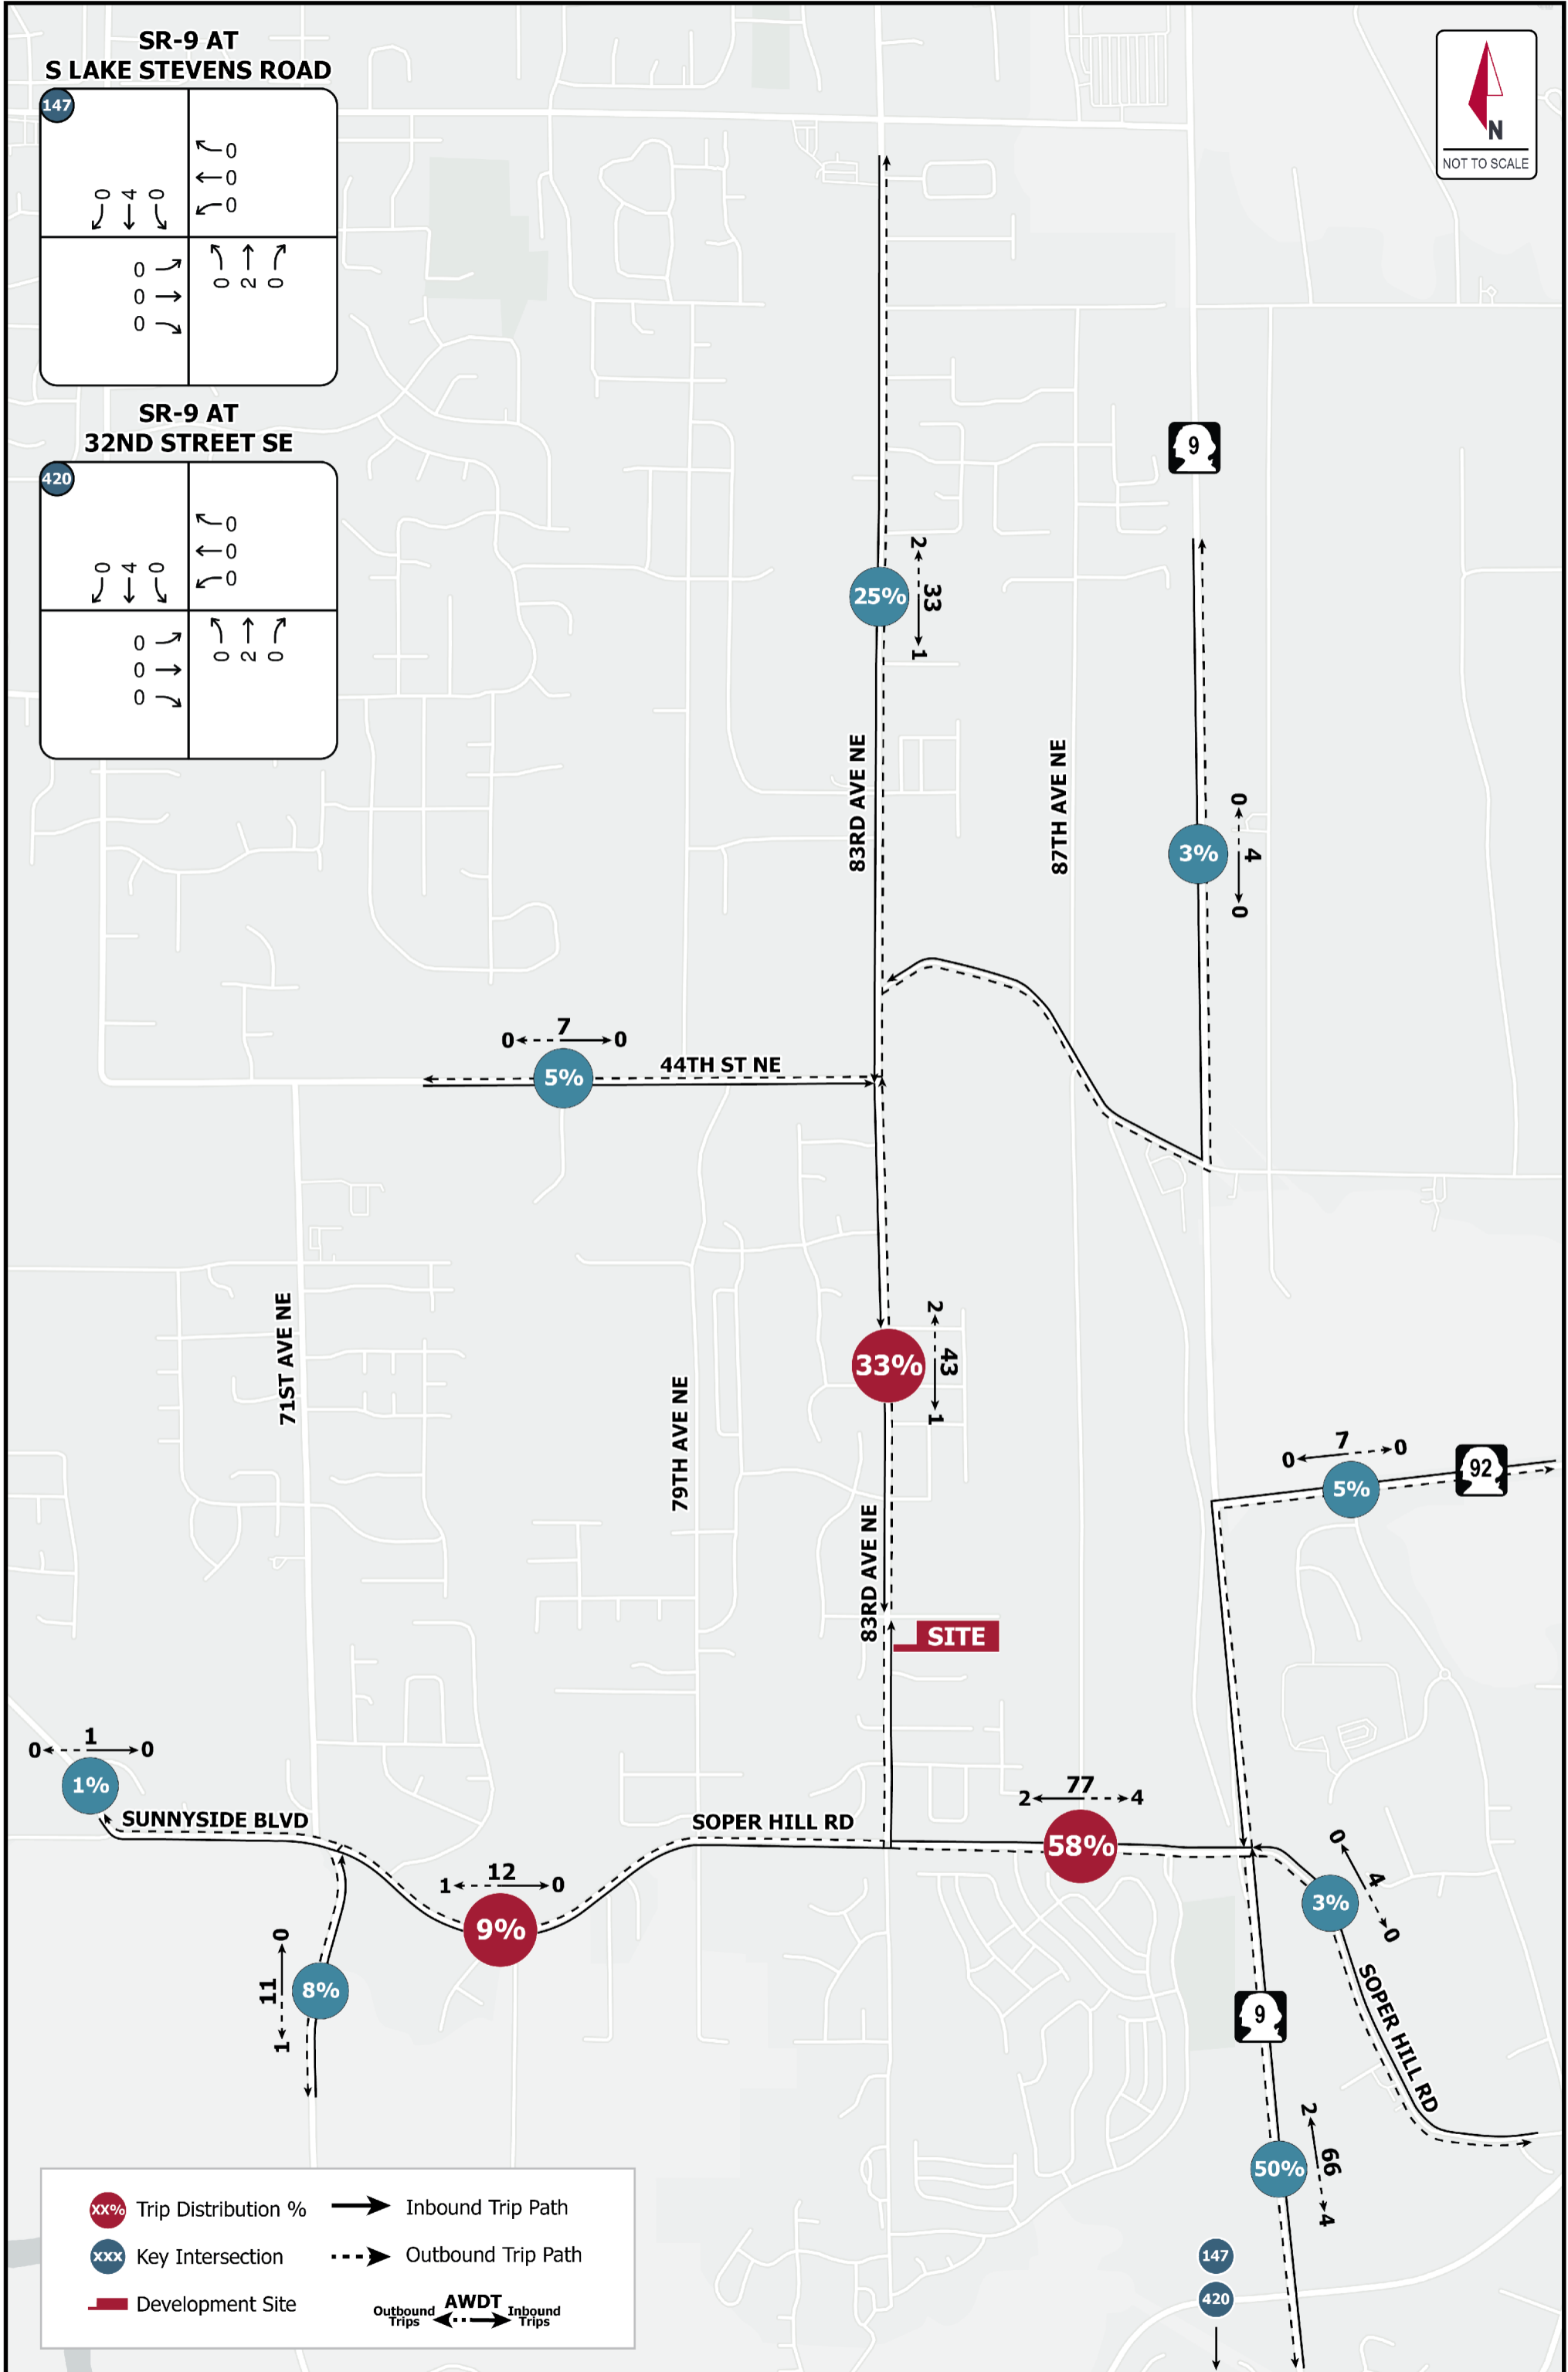 SR-9 AT
S LAKE STEVENS ROAD
147
0
0
0
0 4 0
0
0
0
0 2 0
SR-9 AT
32ND STREET SE
420
0
0
0
0 4 0
0
0
0
0 2 0
N
NOT TO SCALE
9
25%
2
33
1
83RD AVE NE
87TH AVE NE
3%
0
4
0
0 7 0
5%
44TH ST NE
71ST AVE NE
79TH AVE NE
33%
2
43
1
83RD AVE NE
0 7 0
5%
92
SITE
0 1 0
1%
SUNNYSIDE BLVD
SOPER HILL RD
2 77 4
58%
1 12 0
9%
0
11
1
8%
0
4
0
3%
SOPER HILL RD
9
2
66
4
50%
147
420
XX% Trip Distribution %
Inbound Trip Path
XXX Key Intersection
Outbound Trip Path
Development Site
AWDT
Outbound Trips
Inbound Trips